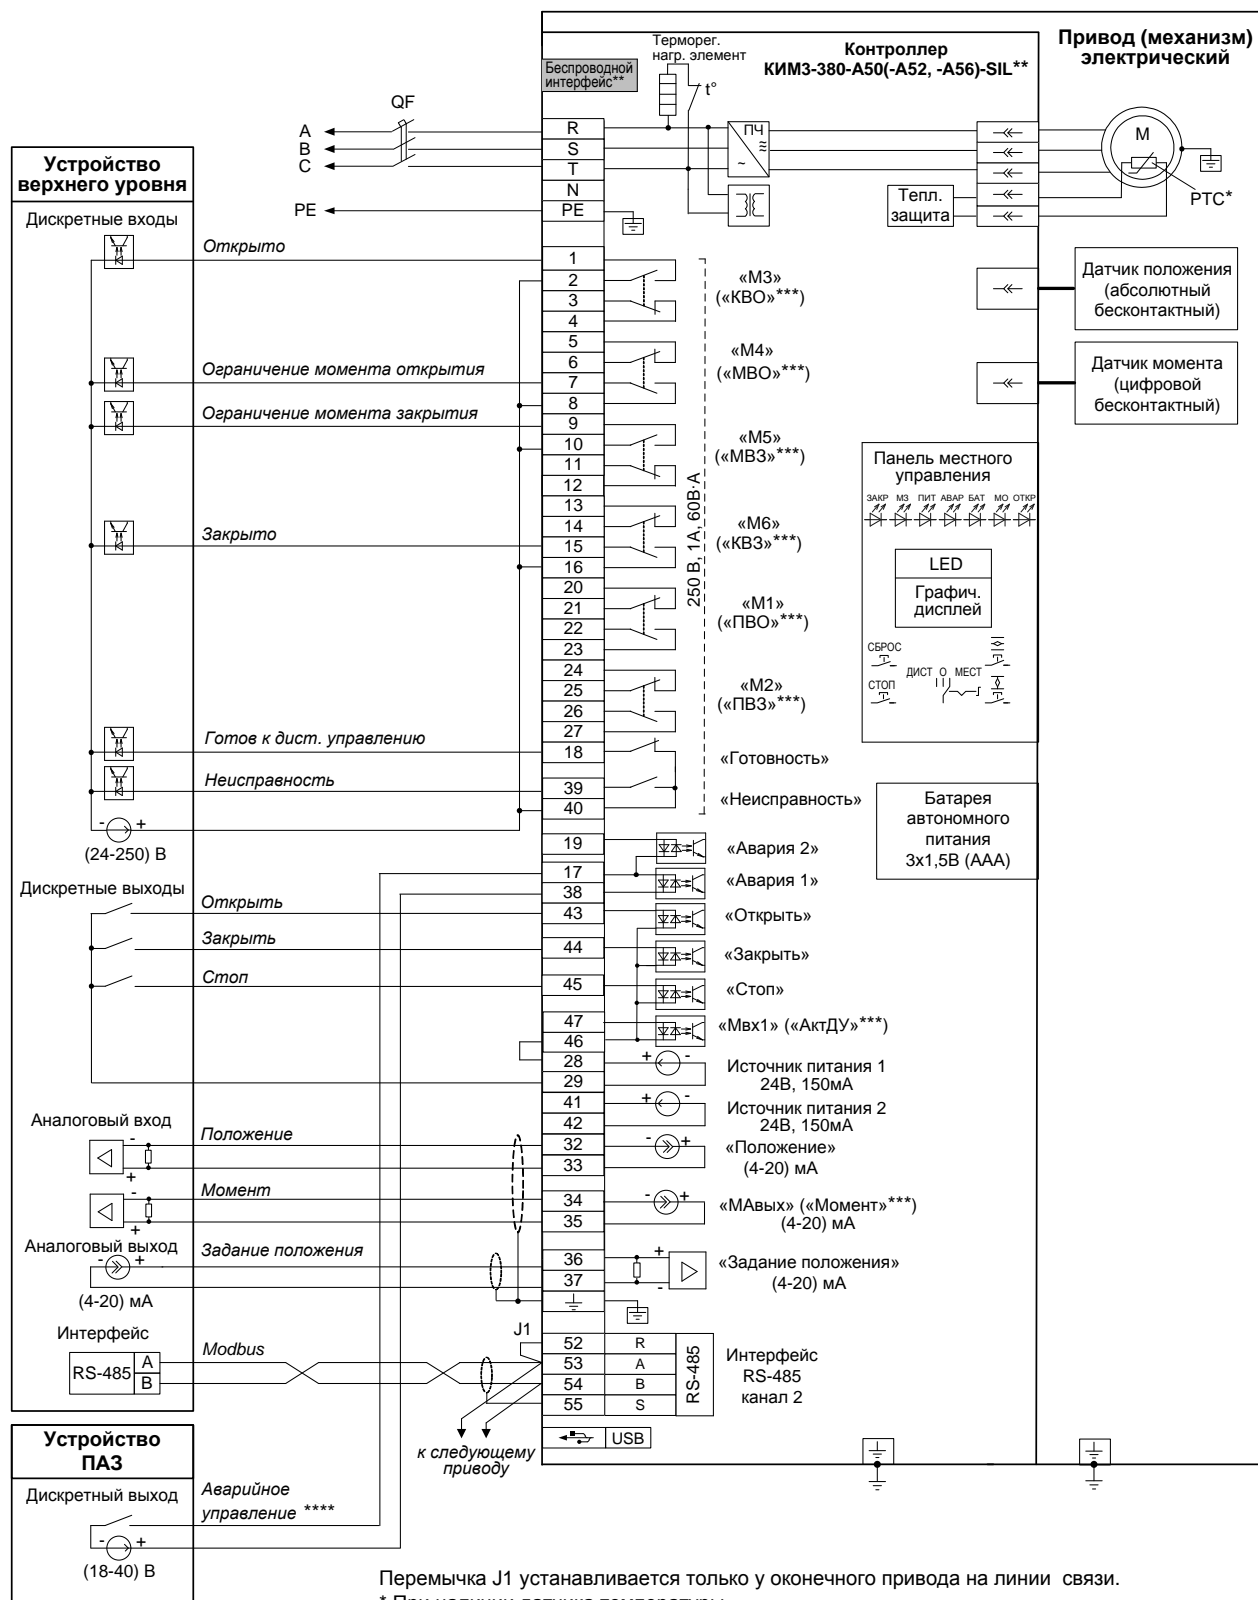 Привод (механизм)
электрический
Контроллер
КИМ3-380-А50(-А52, -А56)-SIL**
Терморег.
нагр. элемент
t°
Беспроводной
интерфейс**
QF
A
B
C
PE
R
S
T
N
PE
ПЧ
≈
~
M
PTC*
Тепл.
защита
Устройство
верхнего уровня
Дискретные входы
Открыто
Ограничение момента открытия
Ограничение момента закрытия
Закрыто
Готов к дист. управлению
Неисправность
- +
(24-250) В
Дискретные выходы
Открыть
Закрыть
Стоп
Аналоговый вход
Положение
-
+
Момент
-
+
Аналоговый выход
Задание положения
- +
(4-20) мА
Интерфейс
RS-485
A
B
Modbus
J1
к следующему
приводу
Устройство
ПАЗ
Дискретный выход
Аварийное
управление ****
- +
(18-40) В
1
2
3
4
5
6
7
8
9
10
11
12
13
14
15
16
20
21
22
23
24
25
26
27
18
39
40
19
17
38
43
44
45
47
46
28
29
41
42
32
33
34
35
36
37
52
53
54
55
R
A
B
S
RS-485
USB
250 В, 1А, 60В·А
«М3»
(«КВО»***)
«М4»
(«МВО»***)
«М5»
(«МВЗ»***)
«М6»
(«КВЗ»***)
«М1»
(«ПВО»***)
«М2»
(«ПВЗ»***)
«Готовность»
«Неисправность»
«Авария 2»
«Авария 1»
«Открыть»
«Закрыть»
«Стоп»
«Мвх1» («АктДУ»***)
+ -
Источник питания 1
24В, 150мА
+ -
Источник питания 2
24В, 150мА
- +
«Положение»
(4-20) мА
- +
«МАвых» («Момент»***)
(4-20) мА
+
-
«Задание положения»
(4-20) мА
Интерфейс
RS-485
канал 2
Датчик положения
(абсолютный
бесконтактный)
Датчик момента
(цифровой
бесконтактный)
Панель местного
управления
ЗАКР МЗ ПИТ АВАР БАТ МО ОТКР
LED
Графич.
дисплей
СБРОС
СТОП
ДИСТ О МЕСТ
Батарея
автономного
питания
3х1,5В (ААА)
Перемычка J1 устанавливается только у оконечного привода на линии связи.
* При наличии датчика температуры